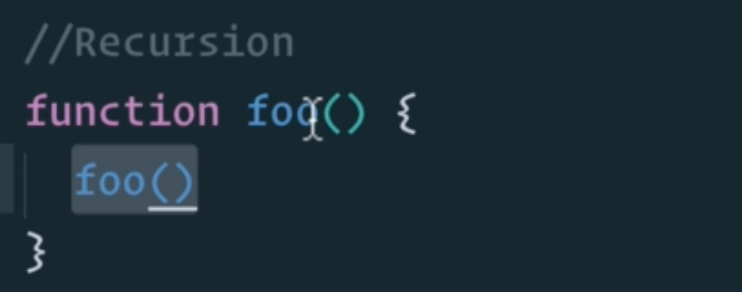 //Recursion
function foo() {
foo()
}